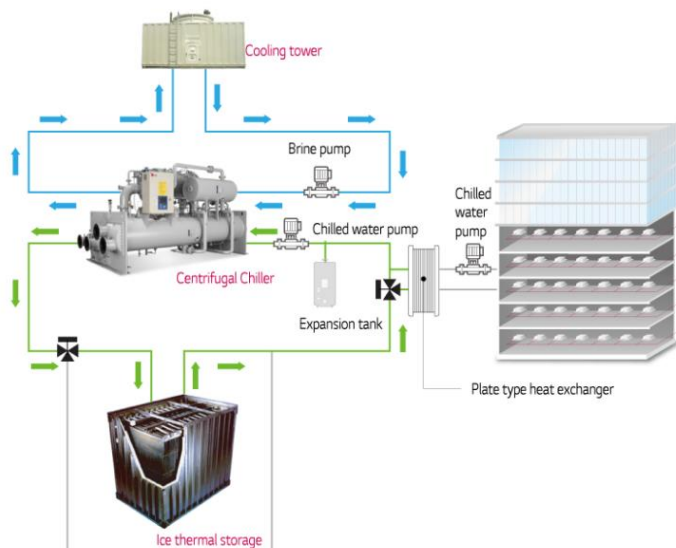 Cooling tower
Brine pump
Chilled
water
pump
Chilled water pump
Centrifugal Chiller
Expansion tank
Plate type heat exchanger
Ice thermal storage